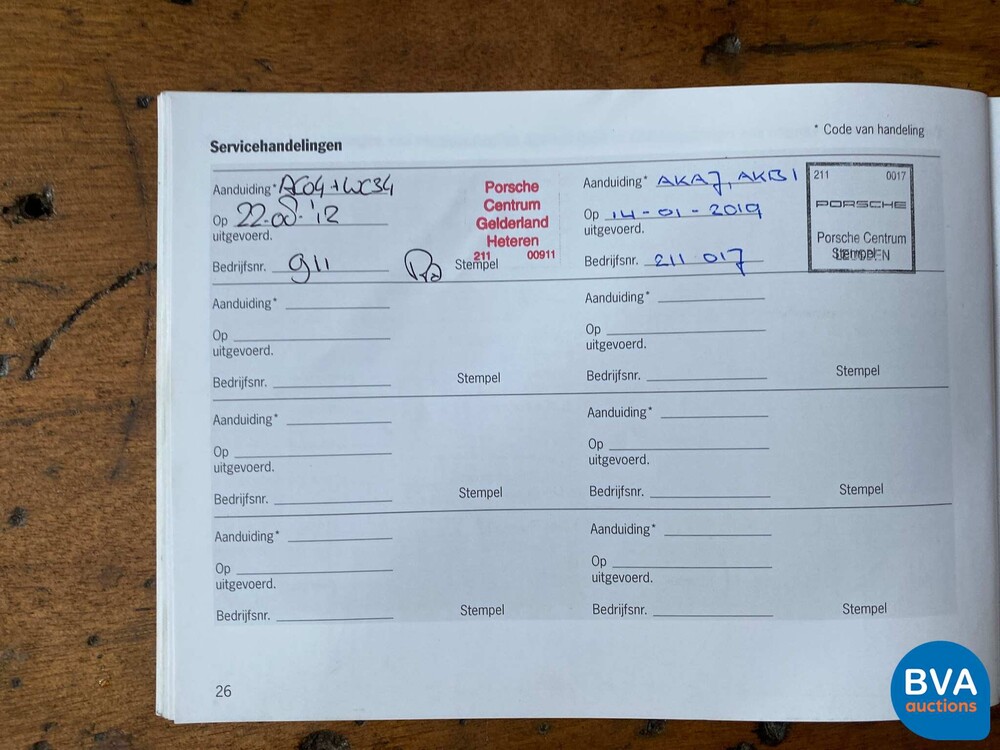 * Code van handeling
Servicehandelingen
Aanduiding* AC04 + WC34
Op 22-08-'12
uitgevoerd.
Bedrijfsnr. 911
Porsche
Centrum
Gelderland
Heteren
211 00911
Stempel
Aanduiding* AKA7, AKB1
Op 14-01-2019
uitgevoerd.
Bedrijfsnr. 211 017
211 0017
PORSCHE
Porsche Centrum
LEUSDEN
Stempel
Aanduiding*
Op
uitgevoerd.
Bedrijfsnr. Stempel
Aanduiding*
Op
uitgevoerd.
Bedrijfsnr. Stempel
Aanduiding*
Op
uitgevoerd.
Bedrijfsnr. Stempel
Aanduiding*
Op
uitgevoerd.
Bedrijfsnr. Stempel
Aanduiding*
Op
uitgevoerd.
Bedrijfsnr. Stempel
Aanduiding*
Op
uitgevoerd.
Bedrijfsnr. Stempel
26
BVA
auctions